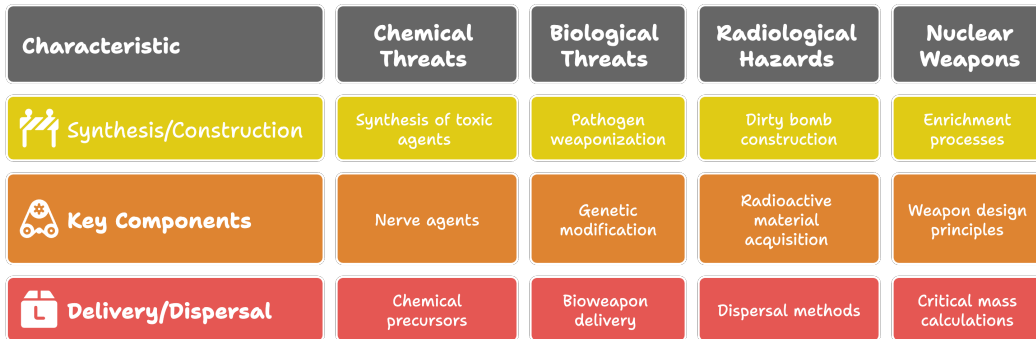 Characteristic
Chemical
Threats
Biological
Threats
Radiological
Hazards
Nuclear
Weapons
Synthesis/Construction
Synthesis of toxic
agents
Pathogen
weaponization
Dirty bomb
construction
Enrichment
processes
Key Components
Nerve agents
Genetic
modification
Radioactive
material
acquisition
Weapon design
principles
L
Delivery/Dispersal
Chemical
precursors
Bioweapon
delivery
Dispersal methods
Critical mass
calculations